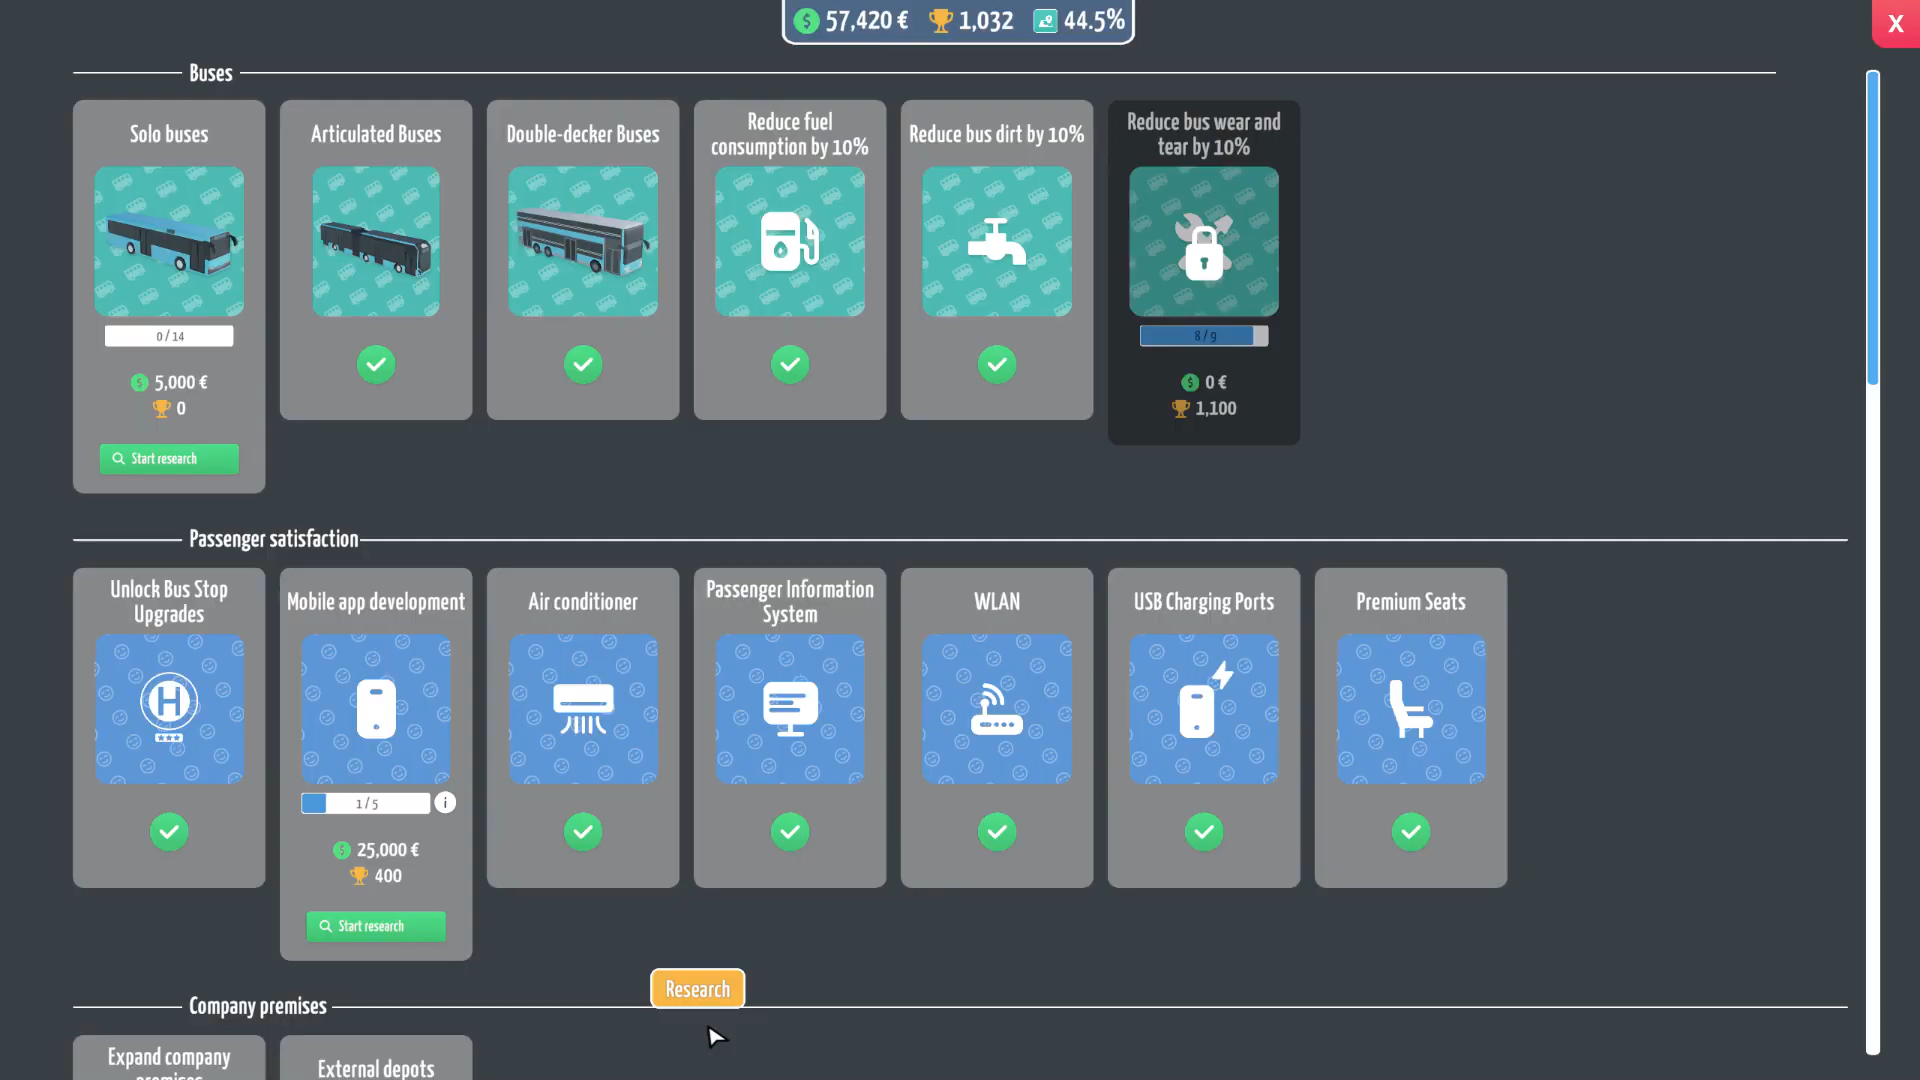 57,420 € 1,032 44.5%
X
Buses
Solo buses
0 / 14
5,000 €
0
Start research
Articulated Buses
Double-decker Buses
Reduce fuel
consumption by 10%
Reduce bus dirt by 10%
Reduce bus wear and
tear by 10%
8 / 9
0 €
1,100
Passenger satisfaction
Unlock Bus Stop
Upgrades
H
Mobile app development
1 / 5
i
25,000 €
400
Start research
Air conditioner
Passenger Information
System
WLAN
USB Charging Ports
Premium Seats
Research
Company premises
Expand company
premises
External depots